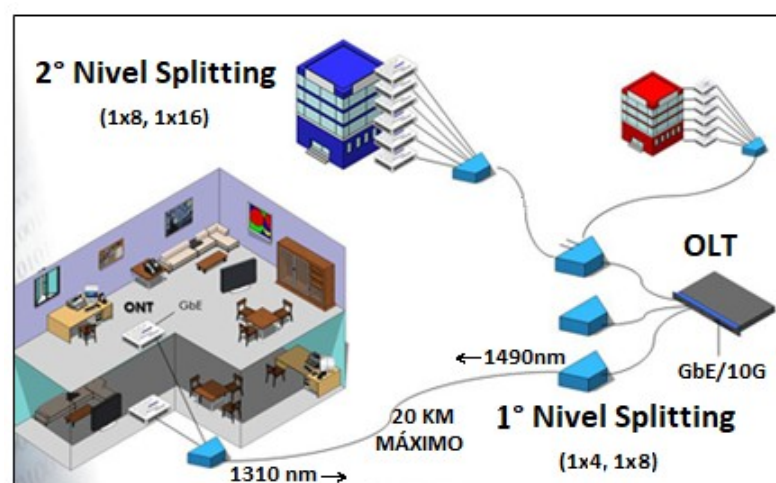 2° Nivel Splitting
(1x8, 1x16)
OLT
ONT
GbE
←1490nm
GbE/10G
20 KM
MÁXIMO
1° Nivel Splitting
(1x4, 1x8)
1310 nm→